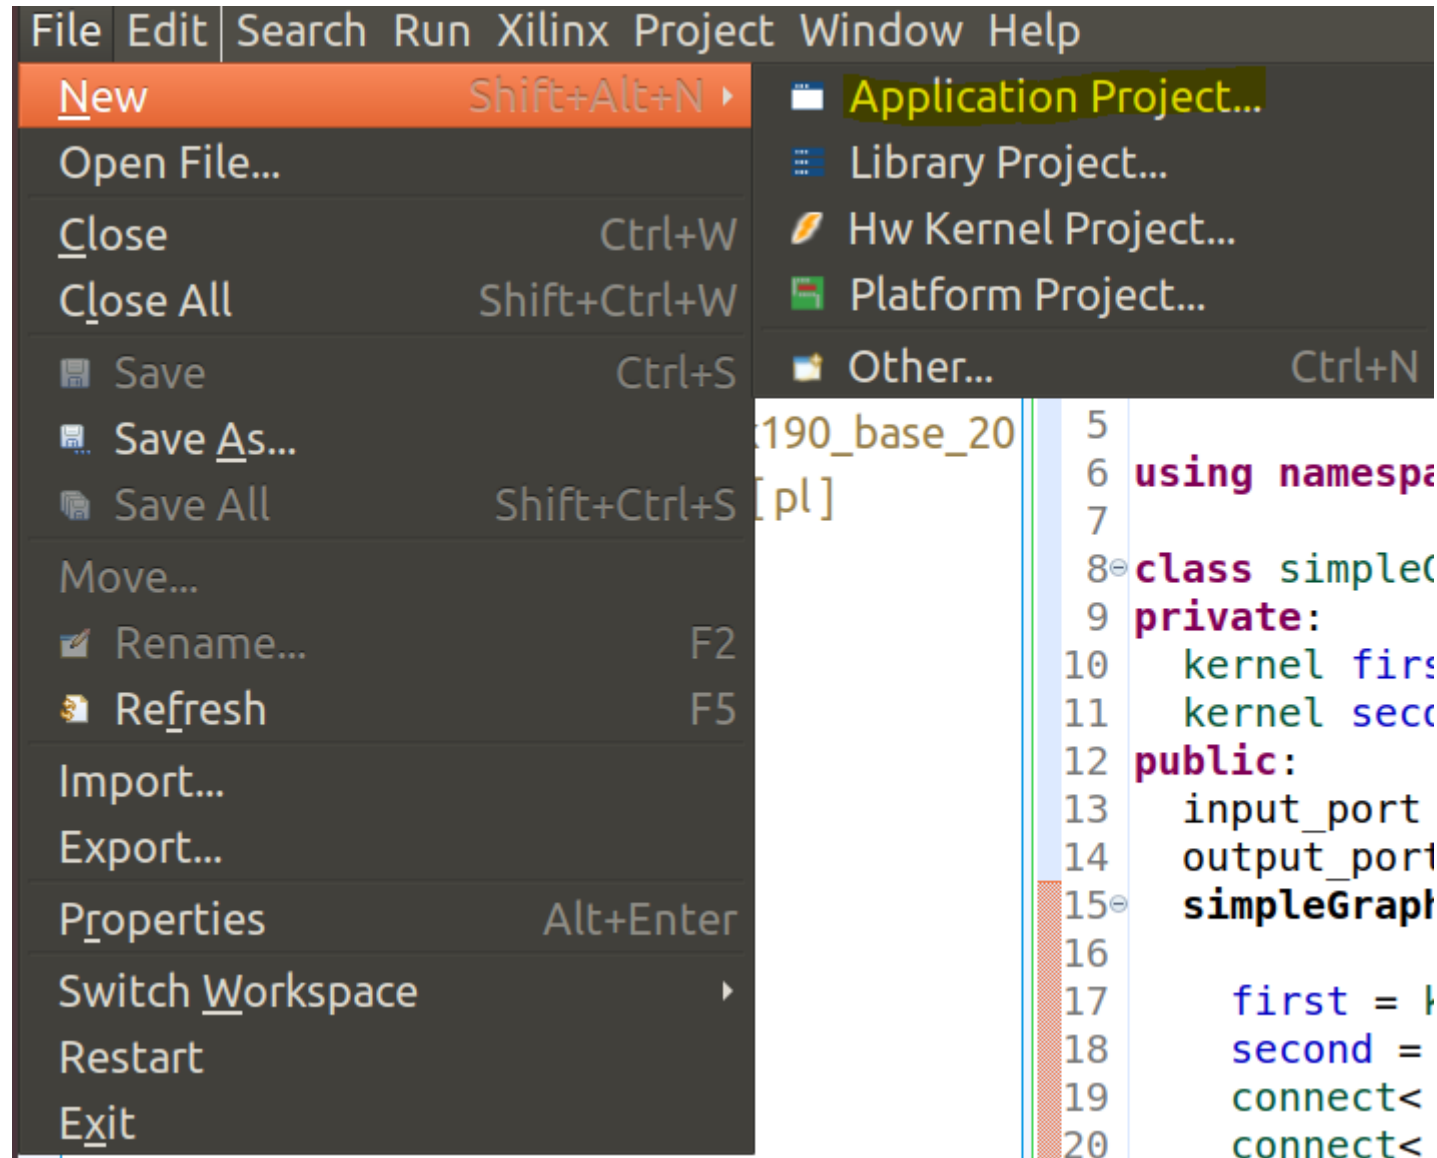 File Edit Search Run Xilinx Project Window Help
New Shift+Alt+N
Open File...
Close Ctrl+W
Close All Shift+Ctrl+W
Save Ctrl+S
Save As...
Save All Shift+Ctrl+S
Move...
Rename... F2
Refresh F5
Import...
Export...
Properties Alt+Enter
Switch Workspace
Restart
Exit
Application Project...
Library Project...
Hw Kernel Project...
Platform Project...
Other... Ctrl+N
190_base_20
[ pl ]
5
6 using namespa
7
8 class simpleG
9 private:
10 kernel firs
11 kernel seco
12 public:
13 input_port
14 output_port
15 simpleGraph
16
17 first = k
18 second =
19 connect<
20 connect<